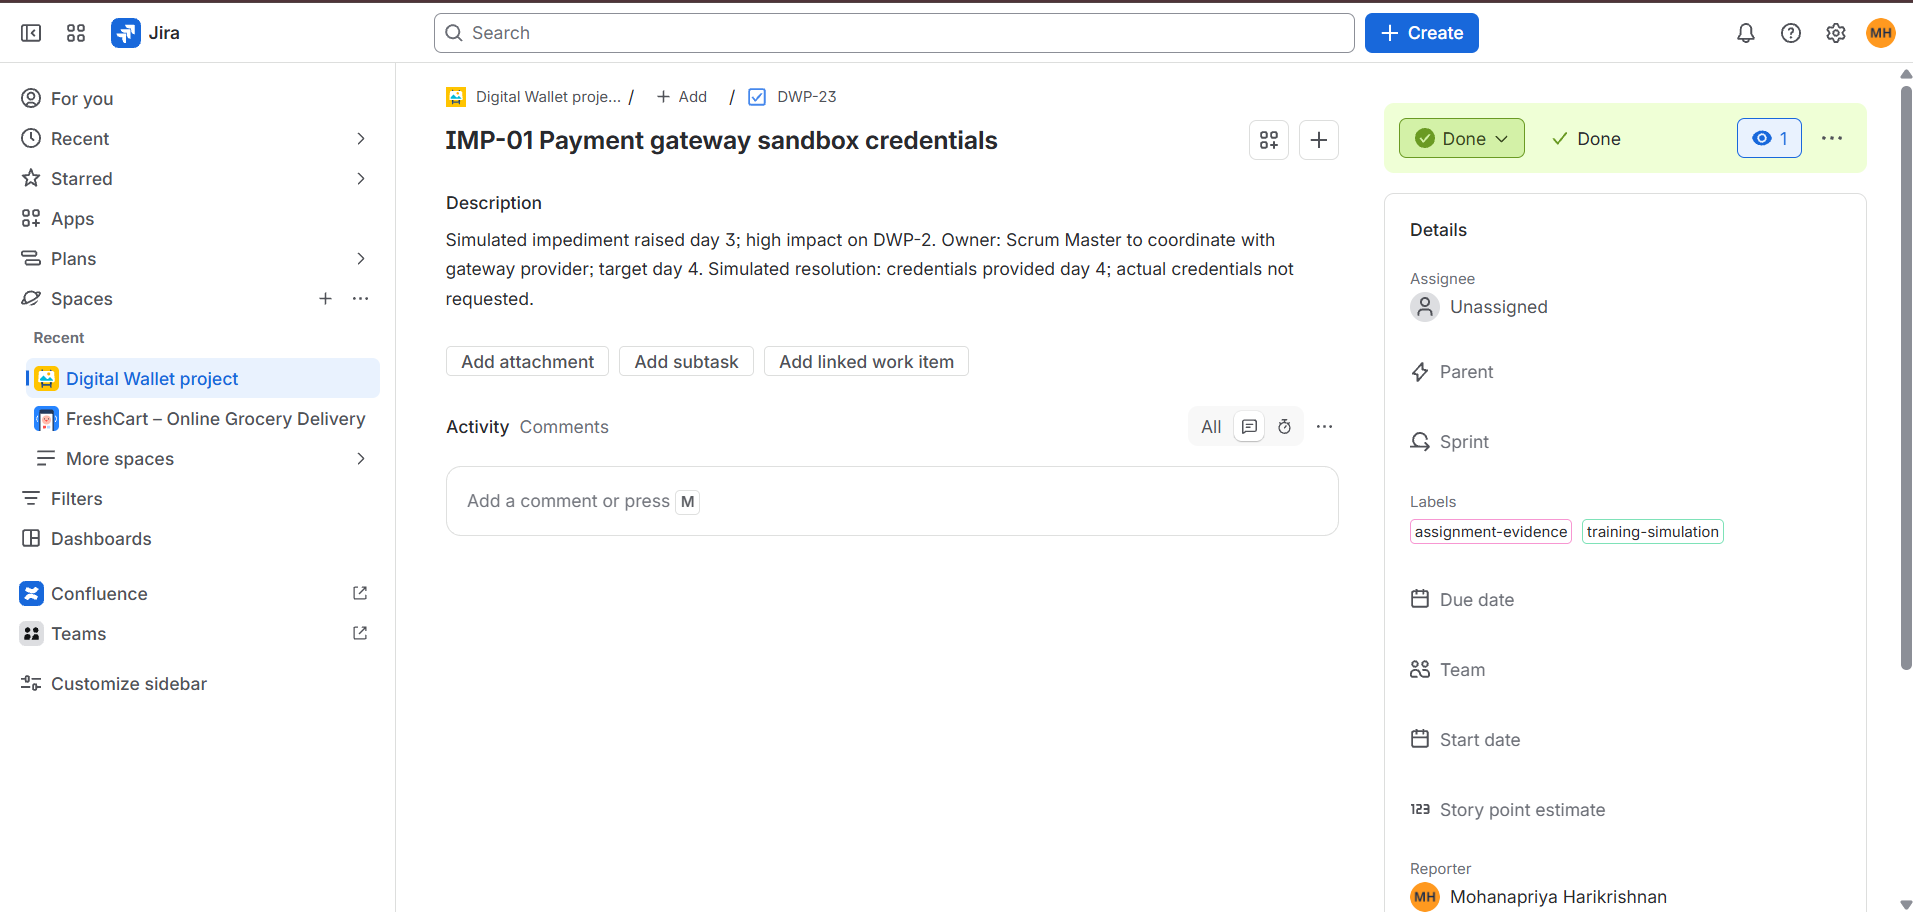 Jira
Search
Create
MH
For you
Recent
Starred
Apps
Plans
Spaces
Recent
Digital Wallet project
FreshCart – Online Grocery Delivery
More spaces
Filters
Dashboards
Confluence
Teams
Customize sidebar
Digital Wallet proje... / Add / DWP-23
IMP-01 Payment gateway sandbox credentials
Description
Simulated impediment raised day 3; high impact on DWP-2. Owner: Scrum Master to coordinate with
gateway provider; target day 4. Simulated resolution: credentials provided day 4; actual credentials not
requested.
Add attachment Add subtask Add linked work item
Activity Comments All
Add a comment or press M
Done Done 1
Details
Assignee
Unassigned
Parent
Sprint
Labels
assignment-evidence training-simulation
Due date
Team
Start date
123 Story point estimate
Reporter
MH Mohanapriya Harikrishnan